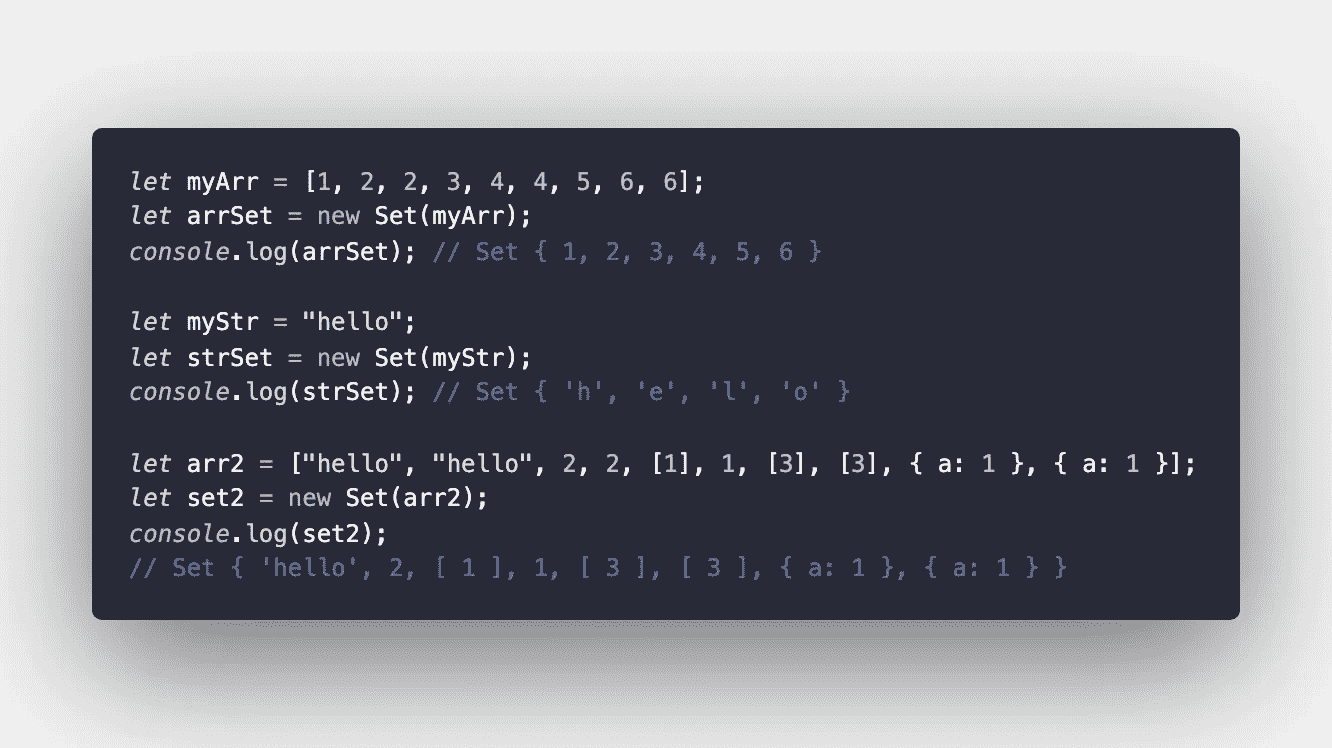 let myArr = [1, 2, 2, 3, 4, 4, 5, 6, 6];
let arrSet = new Set(myArr);
console.log(arrSet); // Set { 1, 2, 3, 4, 5, 6 }
let myStr = "hello";
let strSet = new Set(myStr);
console.log(strSet); // Set { 'h', 'e', 'l', 'o' }
let arr2 = ["hello", "hello", 2, 2, [1], 1, [3], [3], { a: 1 }, { a: 1 }];
let set2 = new Set(arr2);
console.log(set2);
// Set { 'hello', 2, [ 1 ], 1, [ 3 ], [ 3 ], { a: 1 }, { a: 1 } }